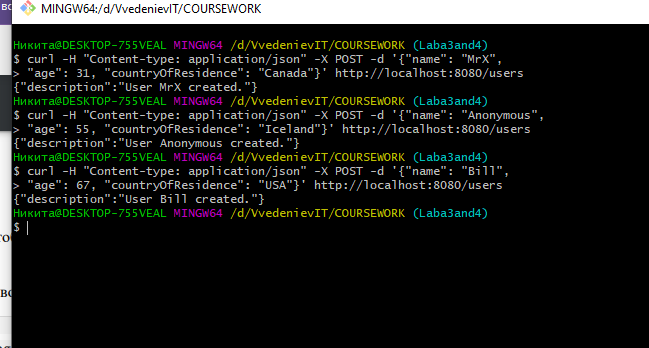 MINGW64:/d/VvedenievIT/COURSEWORK
Никита@DESKTOP-755VEAL MINGW64 /d/VvedenievIT/COURSEWORK (Laba3and4)
$ curl -H "Content-type: application/json" -X POST -d '{"name": "MrX",
> "age": 31, "countryOfResidence": "Canada"}' http://localhost:8080/users
{"description":"User MrX created."}
Никита@DESKTOP-755VEAL MINGW64 /d/VvedenievIT/COURSEWORK (Laba3and4)
$ curl -H "Content-type: application/json" -X POST -d '{"name": "Anonymous",
> "age": 55, "countryOfResidence": "Iceland"}' http://localhost:8080/users
{"description":"User Anonymous created."}
Никита@DESKTOP-755VEAL MINGW64 /d/VvedenievIT/COURSEWORK (Laba3and4)
$ curl -H "Content-type: application/json" -X POST -d '{"name": "Bill",
> "age": 67, "countryOfResidence": "USA"}' http://localhost:8080/users
{"description":"User Bill created."}
Никита@DESKTOP-755VEAL MINGW64 /d/VvedenievIT/COURSEWORK (Laba3and4)
$